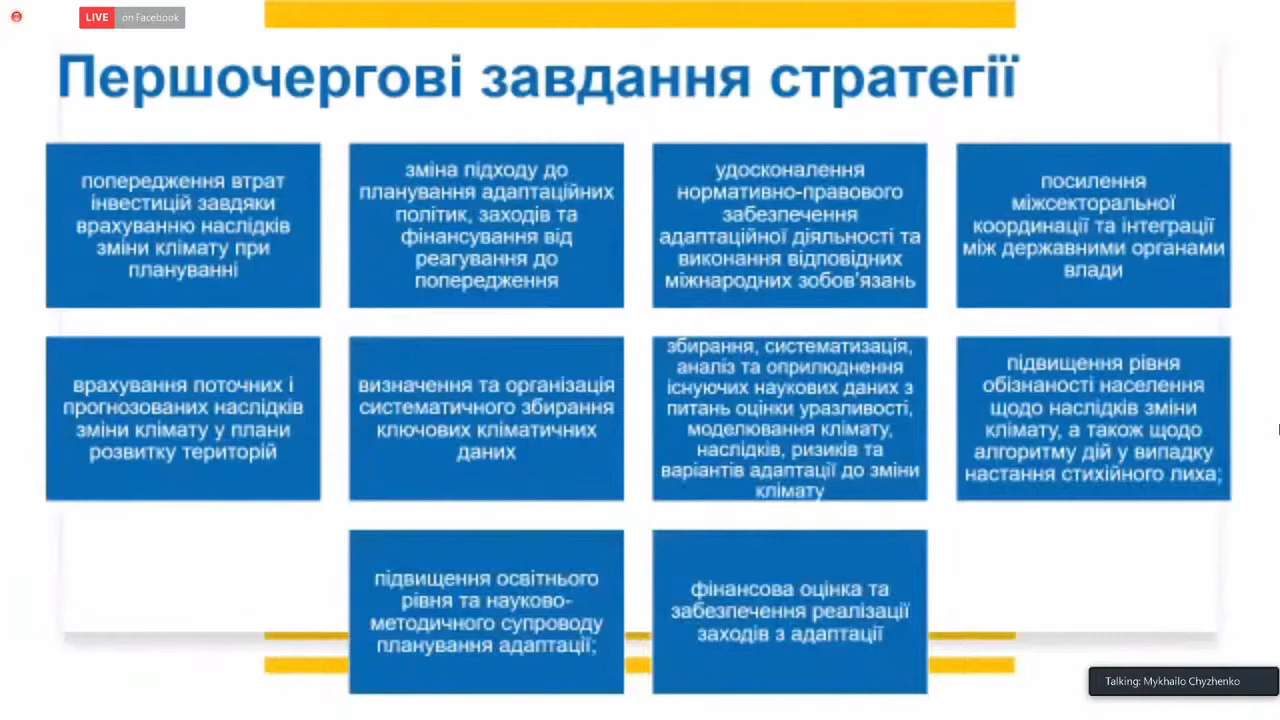 LIVE on Facebook
Першочергові завдання стратегії
попередження втрат
інвестицій завдяки
врахуванню наслідків
зміни клімату при
плануванні
зміна підходу до
планування адаптаційних
політик, заходів та
фінансування від
реагування до
попередження
удосконалення
нормативно-правового
забезпечення
адаптаційної діяльності та
виконання відповідних
міжнародних зобов'язань
посилення
міжсекторальної
координації та інтеграції
між державними органами
влади
врахування поточних і
прогнозованих наслідків
зміни клімату у плани
розвитку територій
визначення та організація
систематичного збирання
ключових кліматичних
даних
збирання, систематизація,
аналіз та оприлюднення
існуючих наукових даних з
питань оцінки уразливості,
моделювання клімату,
наслідків, ризиків та
варіантів адаптації до зміни
клімату
підвищення рівня
обізнаності населення
щодо наслідків зміни
клімату, а також щодо
алгоритму дій у випадку
настання стихійного лиха;
підвищення освітнього
рівня та науково-
методичного супроводу
планування адаптації;
фінансова оцінка та
забезпечення реалізації
заходів з адаптації
Talking: Mykhailo Chyzhenko